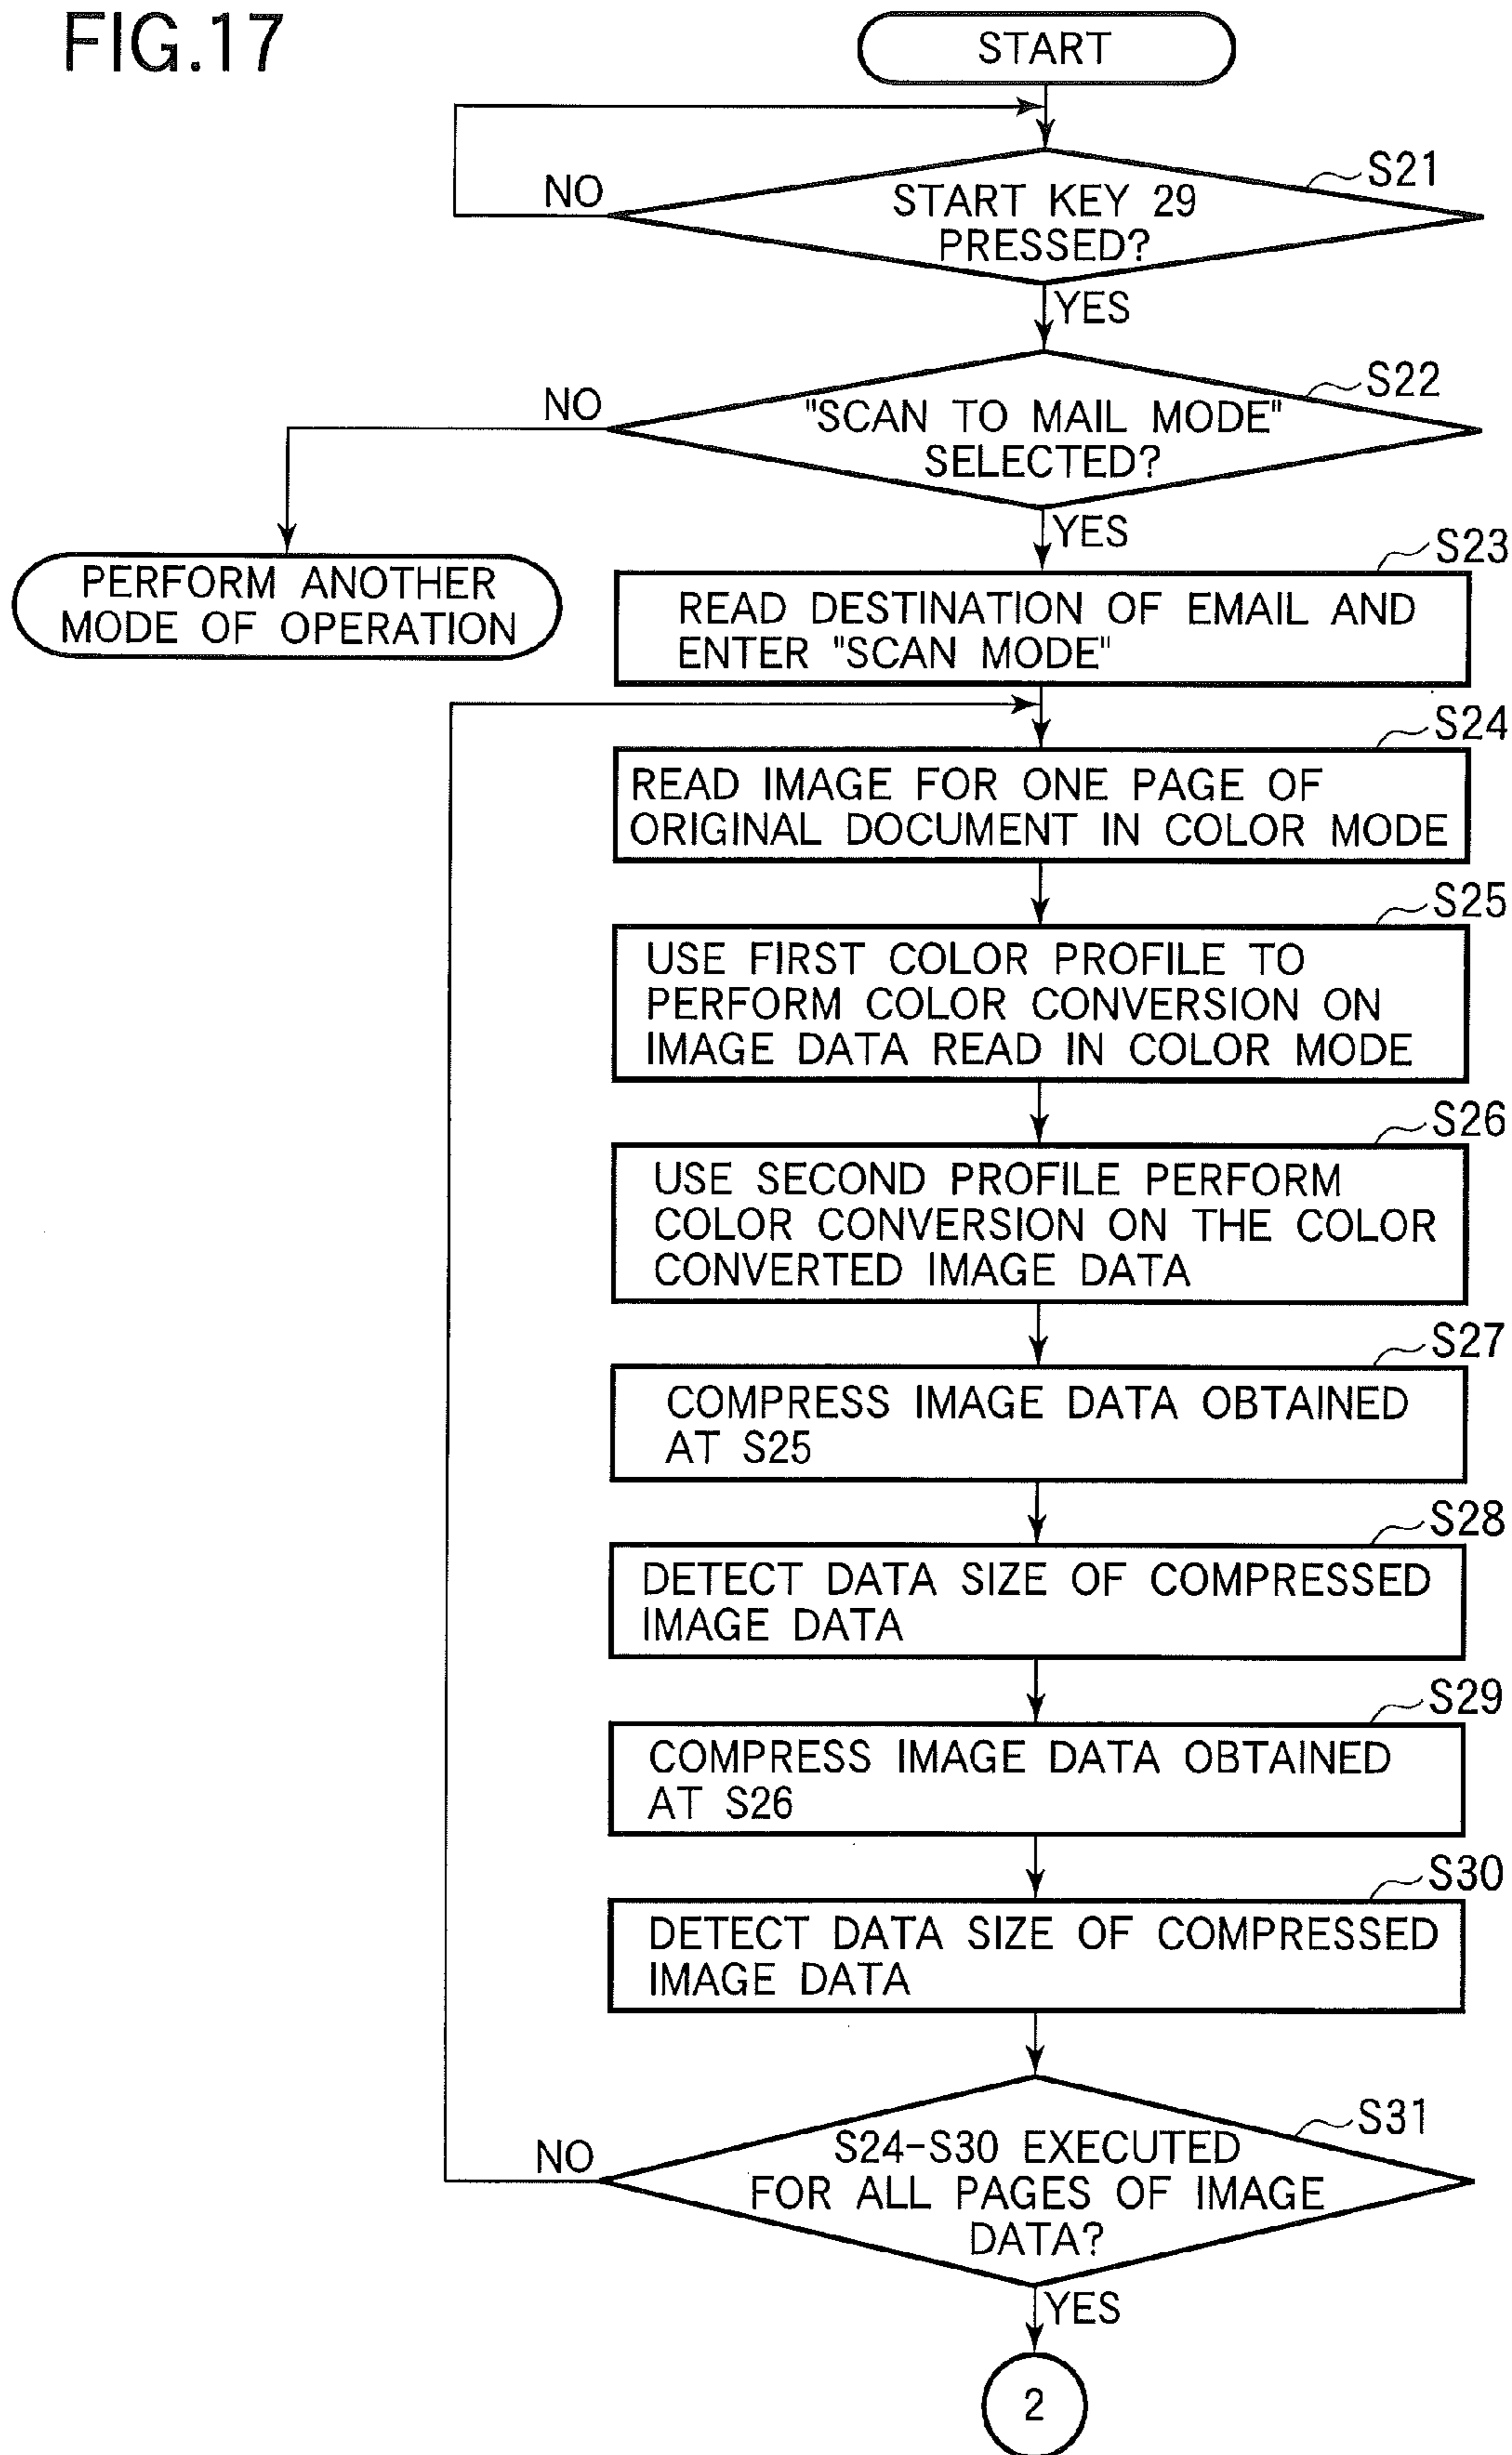 FIG.17
START
S21
NO
START KEY 29
PRESSED?
YES
S22
NO
"SCAN TO MAIL MODE"
SELECTED?
YES
PERFORM ANOTHER
MODE OF OPERATION
S23
READ DESTINATION OF EMAIL AND
ENTER "SCAN MODE"
S24
READ IMAGE FOR ONE PAGE OF
ORIGINAL DOCUMENT IN COLOR MODE
S25
USE FIRST COLOR PROFILE TO
PERFORM COLOR CONVERSION ON
IMAGE DATA READ IN COLOR MODE
S26
USE SECOND PROFILE PERFORM
COLOR CONVERSION ON THE COLOR
CONVERTED IMAGE DATA
S27
COMPRESS IMAGE DATA OBTAINED
AT S25
S28
DETECT DATA SIZE OF COMPRESSED
IMAGE DATA
S29
COMPRESS IMAGE DATA OBTAINED
AT S26
S30
DETECT DATA SIZE OF COMPRESSED
IMAGE DATA
S31
NO
S24-S30 EXECUTED
FOR ALL PAGES OF IMAGE
DATA?
YES
2